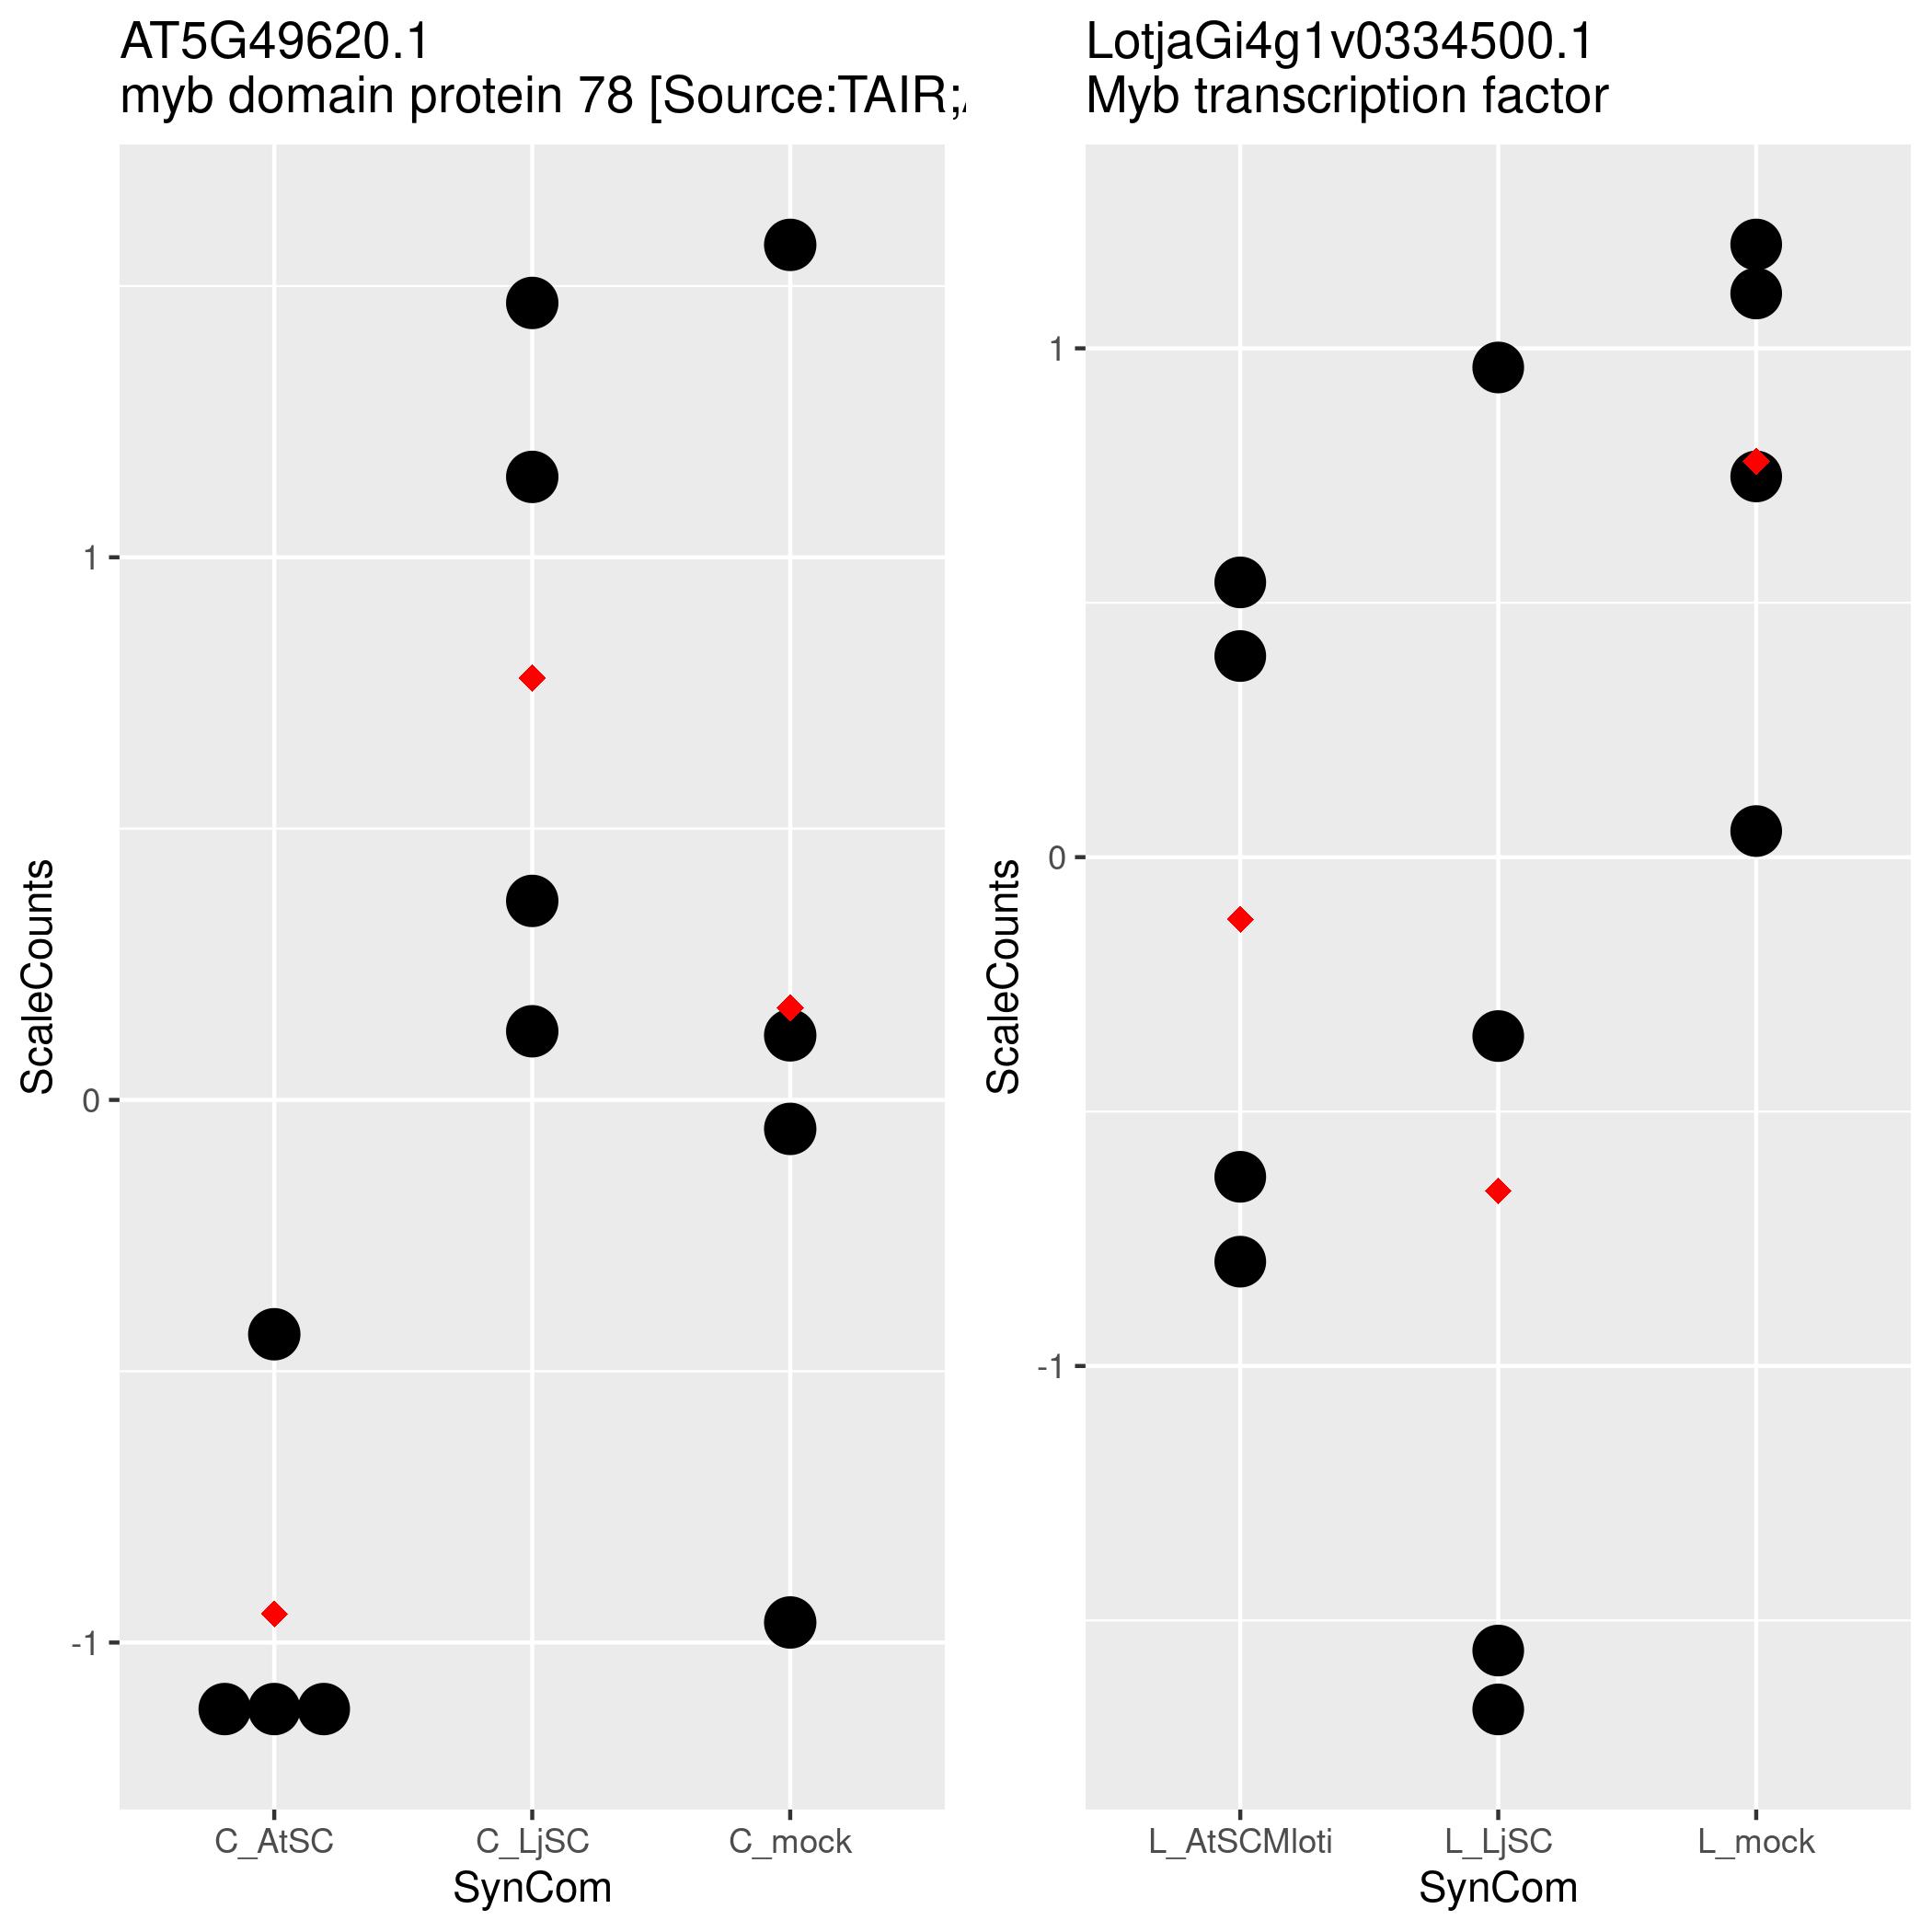 AT5G49620.1
myb domain protein 78 [Source:TAIR;
ScaleCounts
1
0
-1
C_AtSC
C_LjSC
C_mock
SynCom
LotjaGi4g1v0334500.1
Myb transcription factor
ScaleCounts
1
0
-1
L_AtSCMloti
L_LjSC
L_mock
SynCom